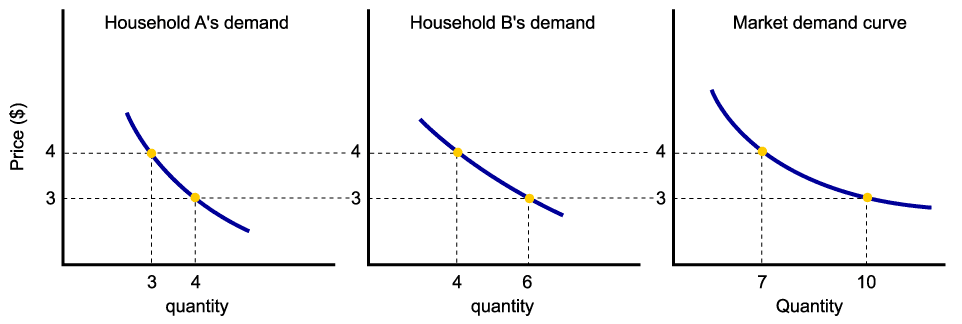 Household A's demand
Household B's demand
Market demand curve
Price ($)
4
3
3
4
quantity
4
3
4
6
quantity
4
3
7
10
Quantity